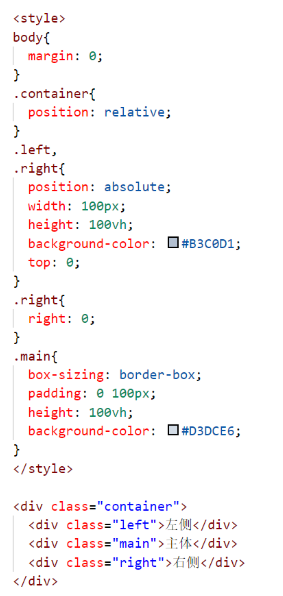 <style>
body{
  margin: 0;
}
.container{
  position: relative;
}
.left,
.right{
  position: absolute;
  width: 100px;
  height: 100vh;
  background-color: #B3C0D1;
  top: 0;
}
.right{
  right: 0;
}
.main{
  box-sizing: border-box;
  padding: 0 100px;
  height: 100vh;
  background-color: #D3DCE6;
}
</style>

<div class="container">
  <div class="left">左侧</div>
  <div class="main">主体</div>
  <div class="right">右侧</div>
</div>